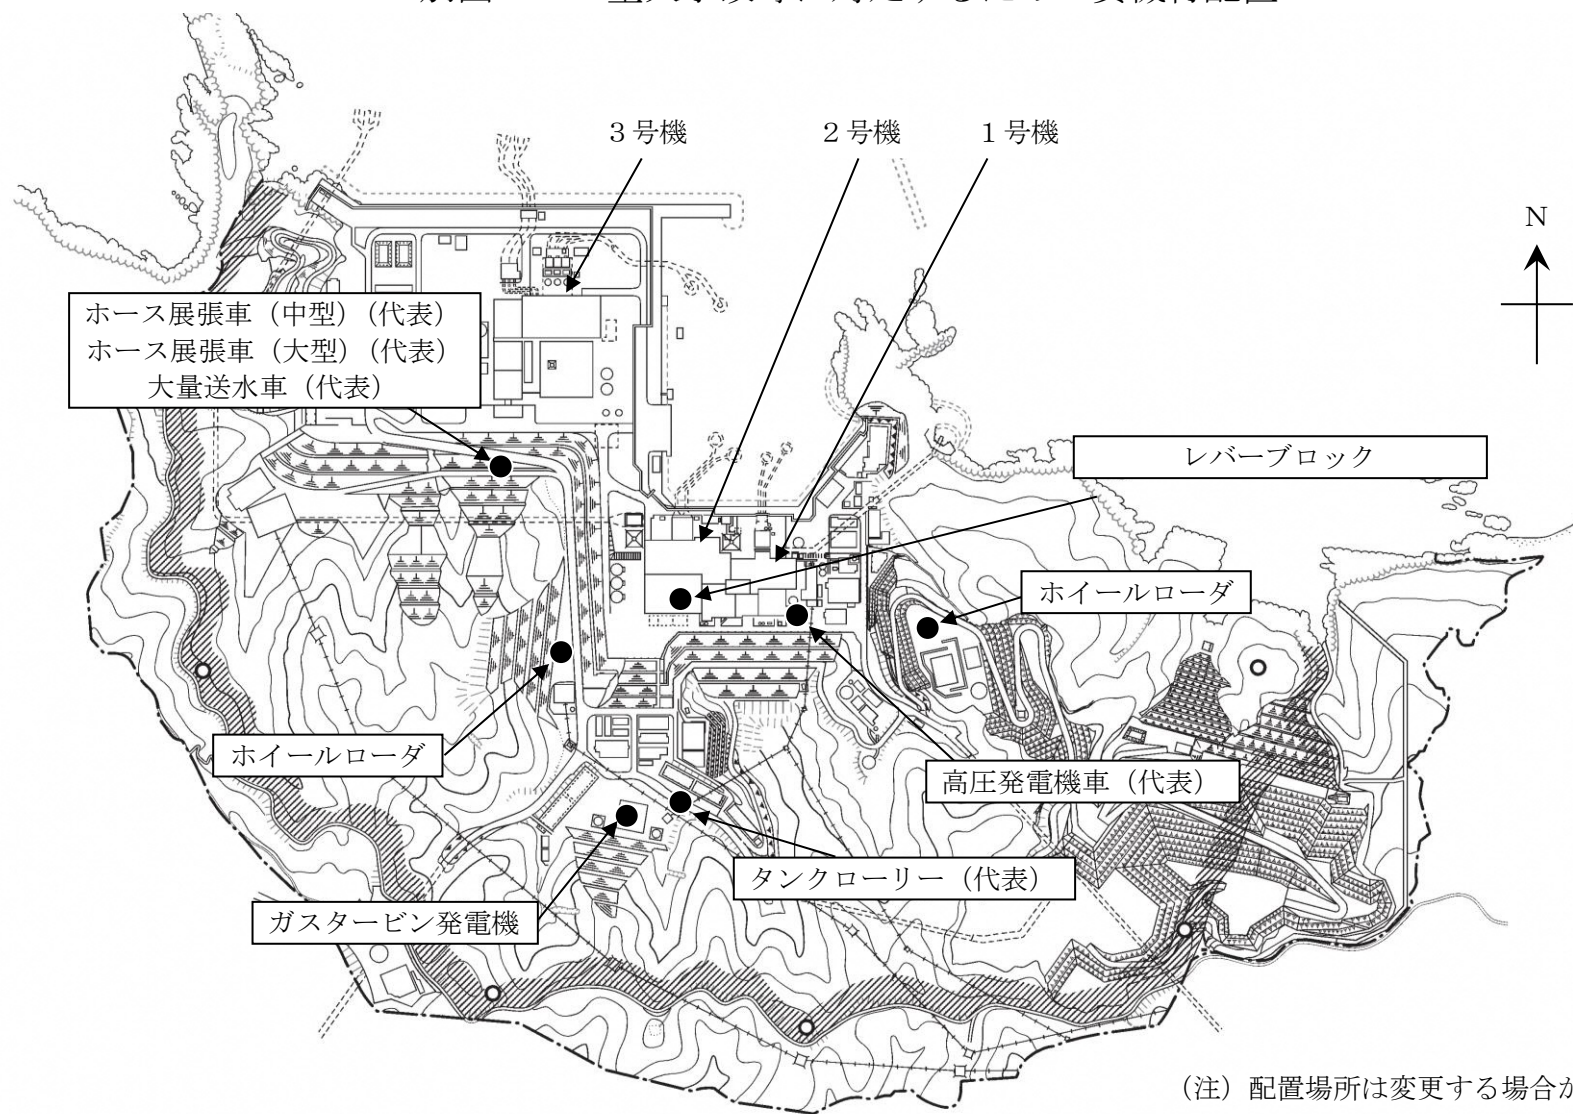 3号機
2号機
1号機
N
ホース展張車(中型)(代表)
ホース展張車(大型)(代表)
大量送水車(代表)
レバーブロック
ホイールローダ
ホイールローダ
高圧発電機車(代表)
タンクローリー(代表)
ガスタービン発電機
(注)配置場所は変更する場合が